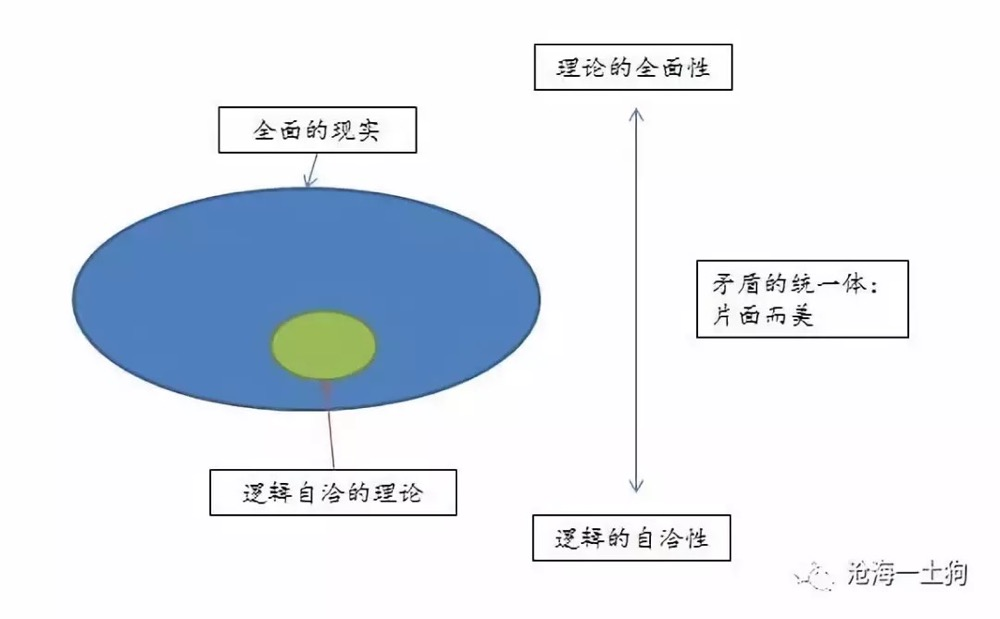 理论的全面性
全面的现实
矛盾的统一体：
片面而美
逻辑自洽的理论
逻辑的自洽性
沧海一土狗